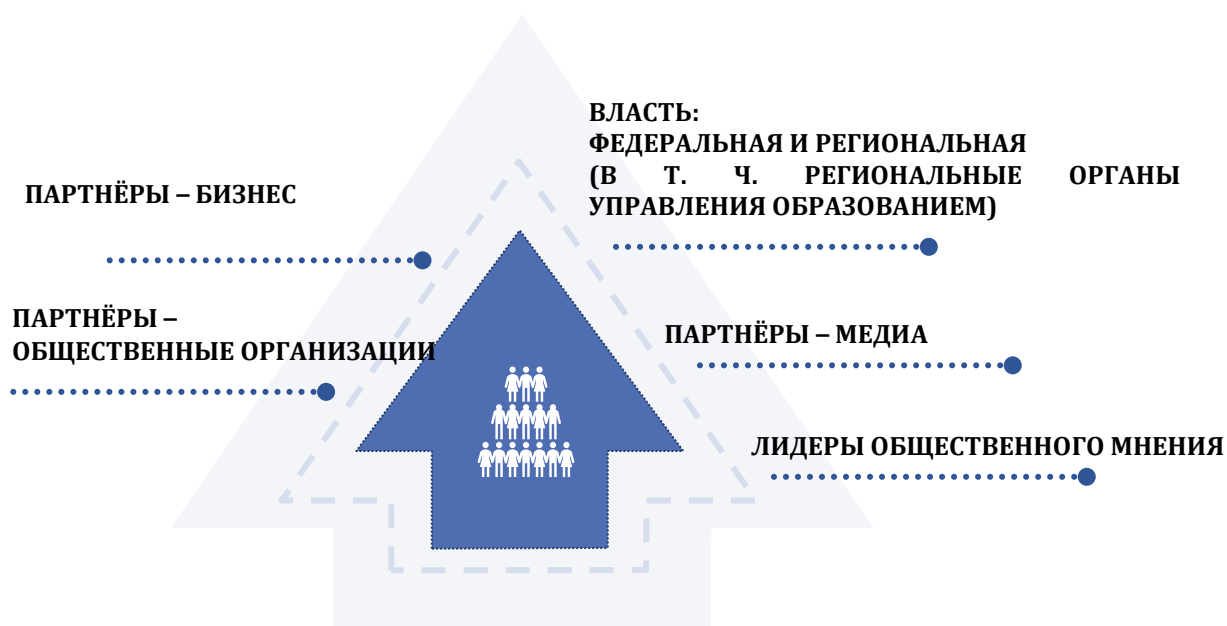 ПАРТНЁРЫ – БИЗНЕС
ПАРТНЁРЫ –
ОБЩЕСТВЕННЫЕ ОРГАНИЗАЦИИ
ВЛАСТЬ:
ФЕДЕРАЛЬНАЯ И РЕГИОНАЛЬНАЯ
(В Т. Ч. РЕГИОНАЛЬНЫЕ ОРГАНЫ
УПРАВЛЕНИЯ ОБРАЗОВАНИЕМ)
ПАРТНЁРЫ – МЕДИА
ЛИДЕРЫ ОБЩЕСТВЕННОГО МНЕНИЯ